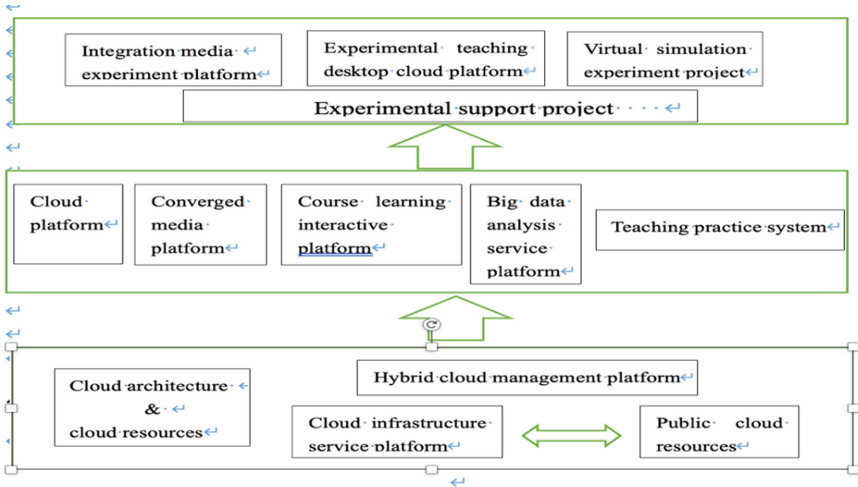 Integration media
experiment platform
Experimental teaching
desktop cloud platform
Virtual simulation
experiment project
Experimental support project
Cloud
platform
Converged
media
platform
Course learning
interactive
platform
Big data
analysis
service
platform
Teaching practice system
Cloud architecture
&
cloud resources
Hybrid cloud management platform
Cloud infrastructure
service platform
Public cloud
resources